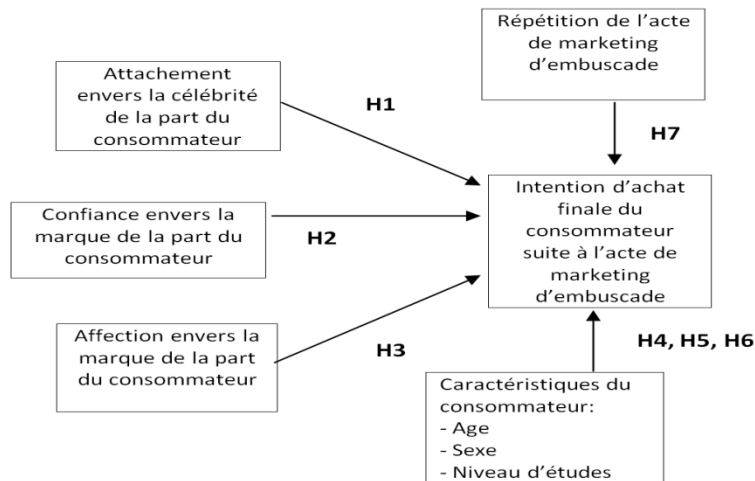 Répétition de l'acte
de marketing
d'embuscade
Attachement
envers la célébrité
de la part du
consommateur
H1
H7
Confiance envers la
marque de la part du
consommateur
H2
Intention d'achat
finale du
consommateur
suite à l'acte de
marketing
d'embuscade
Affection envers la
marque de la part
du consommateur
H3
H4, H5, H6
Caractéristiques du
consommateur:
- Age
- Sexe
- Niveau d'études